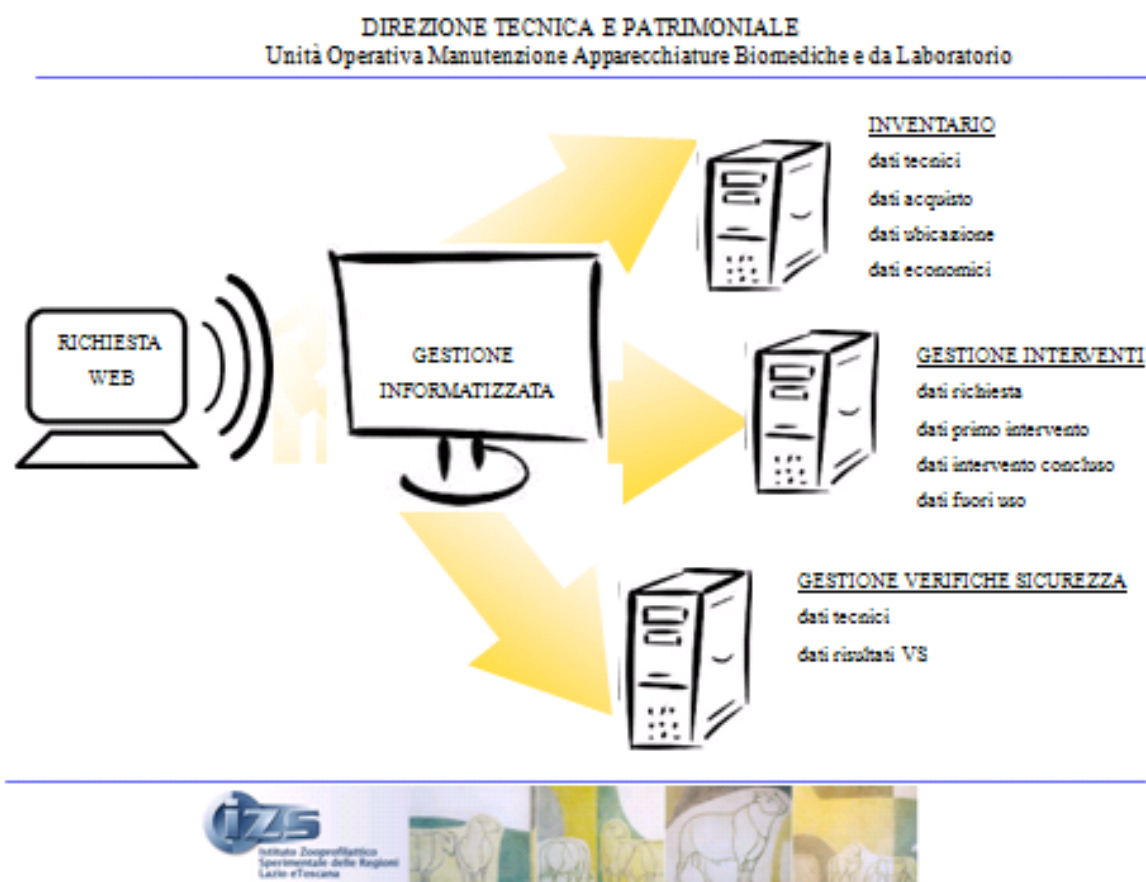 DIREZIONE TECNICA E PATRIMONIALE
Unità Operativa Manutenzione Apparecchiature Biomediche e da Laboratorio
INVENTARIO
dati tecnici
dati acquisto
dati ubicazione
dati economici
RICHIESTA
WEB
GESTIONE
INFORMATIZZATA
GESTIONE INTERVENTI
dati richiesta
dati primo intervento
dati intervento concluso
dati fuori uso
GESTIONE VERIFICHE SICUREZZA
dati tecnici
dati risultati VS
izs
Istituto Zooprofilattico
Sperimentale delle Regioni
Lazio eToscana